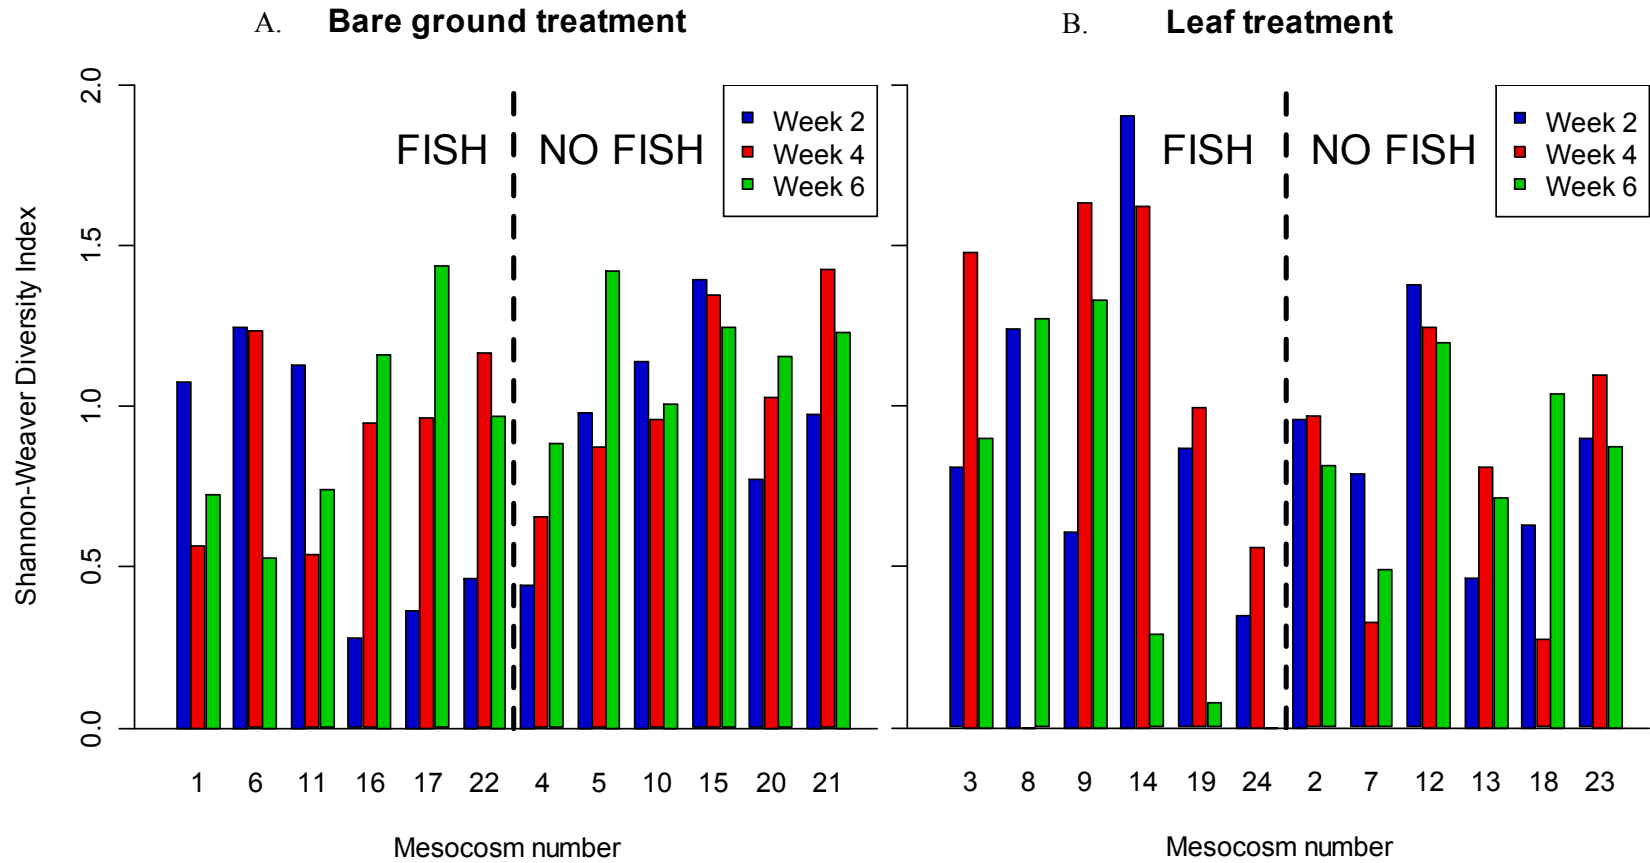 A. Bare ground treatment
B. Leaf treatment
Shannon-Weaver Diversity Index
2.0
1.5
1.0
0.5
0.0
FISH
NO FISH
Week 2
Week 4
Week 6
1 6 11 16 17 22 4 5 10 15 20 21
Mesocosm number
FISH
NO FISH
Week 2
Week 4
Week 6
3 8 9 14 19 24 2 7 12 13 18 23
Mesocosm number